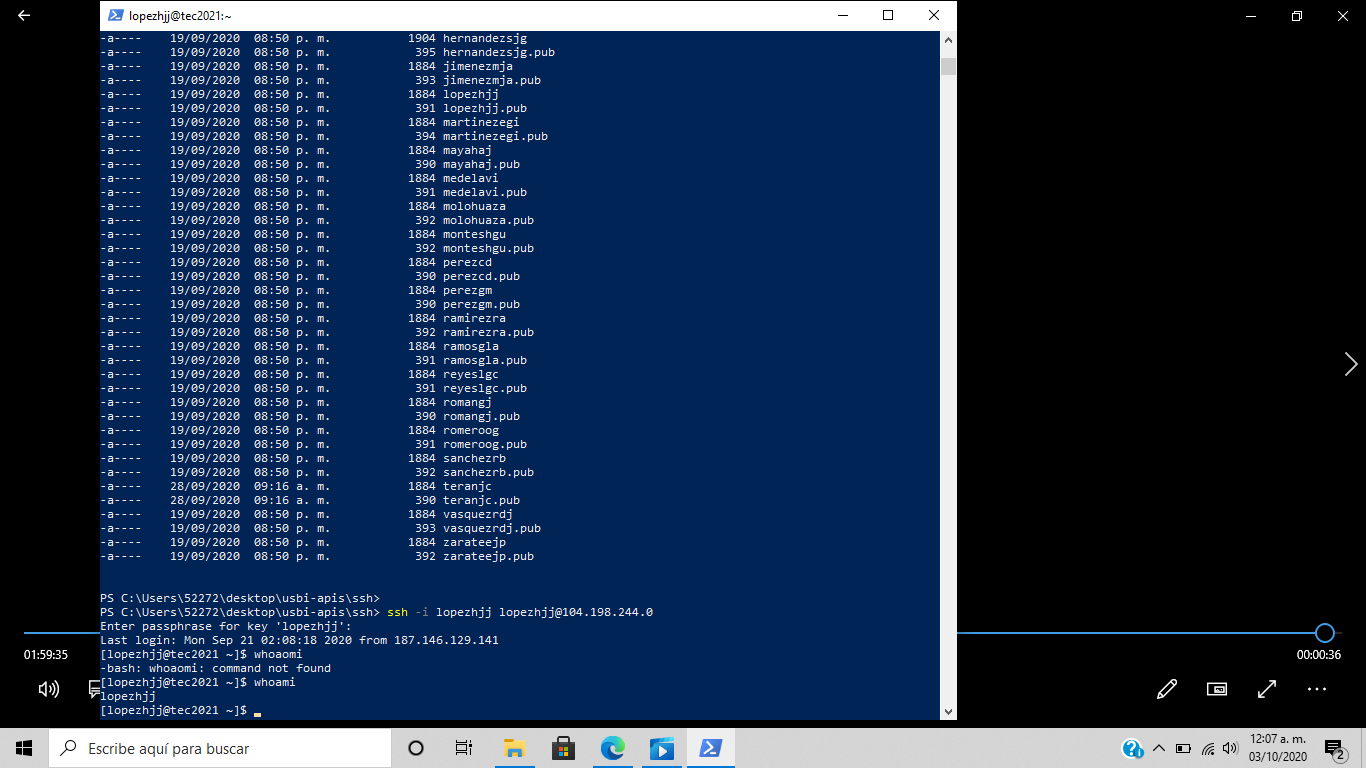 lopezhjj@tec2021:~
-a---- 19/09/2020 08:50 p. m. 1904 hernandezsjg
-a---- 19/09/2020 08:50 p. m. 395 hernandezsjg.pub
-a---- 19/09/2020 08:50 p. m. 1884 jimenezmja
-a---- 19/09/2020 08:50 p. m. 393 jimenezmja.pub
-a---- 19/09/2020 08:50 p. m. 1884 lopezhjj
-a---- 19/09/2020 08:50 p. m. 391 lopezhjj.pub
-a---- 19/09/2020 08:50 p. m. 1884 martinezegi
-a---- 19/09/2020 08:50 p. m. 394 martinezegi.pub
-a---- 19/09/2020 08:50 p. m. 1884 mayahaj
-a---- 19/09/2020 08:50 p. m. 390 mayahaj.pub
-a---- 19/09/2020 08:50 p. m. 1884 medelavi
-a---- 19/09/2020 08:50 p. m. 391 medelavi.pub
-a---- 19/09/2020 08:50 p. m. 1884 molohuaza
-a---- 19/09/2020 08:50 p. m. 392 molohuaza.pub
-a---- 19/09/2020 08:50 p. m. 1884 monteshgu
-a---- 19/09/2020 08:50 p. m. 392 monteshgu.pub
-a---- 19/09/2020 08:50 p. m. 1884 perezcd
-a---- 19/09/2020 08:50 p. m. 390 perezcd.pub
-a---- 19/09/2020 08:50 p. m. 1884 perezgm
-a---- 19/09/2020 08:50 p. m. 390 perezgm.pub
-a---- 19/09/2020 08:50 p. m. 1884 ramirezra
-a---- 19/09/2020 08:50 p. m. 392 ramirezra.pub
-a---- 19/09/2020 08:50 p. m. 1884 ramosgla
-a---- 19/09/2020 08:50 p. m. 391 ramosgla.pub
-a---- 19/09/2020 08:50 p. m. 1884 reyeslgc
-a---- 19/09/2020 08:50 p. m. 391 reyeslgc.pub
-a---- 19/09/2020 08:50 p. m. 1884 romangj
-a---- 19/09/2020 08:50 p. m. 390 romangj.pub
-a---- 19/09/2020 08:50 p. m. 1884 romeroog
-a---- 19/09/2020 08:50 p. m. 391 romeroog.pub
-a---- 19/09/2020 08:50 p. m. 1884 sanchezrb
-a---- 19/09/2020 08:50 p. m. 392 sanchezrb.pub
-a---- 28/09/2020 09:16 a. m. 1884 teranjc
-a---- 28/09/2020 09:16 a. m. 390 teranjc.pub
-a---- 19/09/2020 08:50 p. m. 1884 vasquezrdj
-a---- 19/09/2020 08:50 p. m. 393 vasquezrdj.pub
-a---- 19/09/2020 08:50 p. m. 1884 zarateejp
-a---- 19/09/2020 08:50 p. m. 392 zarateejp.pub
PS C:\Users\52272\desktop\usbi-apis\ssh>
PS C:\Users\52272\desktop\usbi-apis\ssh> ssh -i lopezhjj lopezhjj@104.198.244.0
Enter passphrase for key 'lopezhjj':
Last login: Mon Sep 21 02:08:18 2020 from 187.146.129.141
[lopezhjj@tec2021 ~]$ whoaomi
-bash: whoaomi: command not found
[lopezhjj@tec2021 ~]$ whoami
lopezhjj
[lopezhjj@tec2021 ~]$
01:59:35
00:00:36
Escribe aquí para buscar
12:07 a. m.
03/10/2020
2